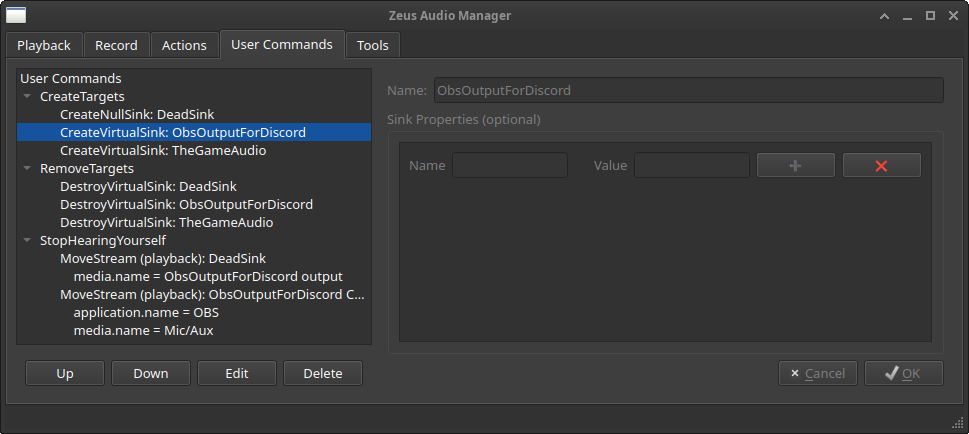 Zeus Audio Manager
Playback Record Actions User Commands Tools
User Commands
CreateTargets
CreateNullSink: DeadSink
CreateVirtualSink: ObsOutputForDiscord
CreateVirtualSink: TheGameAudio
RemoveTargets
DestroyVirtualSink: DeadSink
DestroyVirtualSink: ObsOutputForDiscord
DestroyVirtualSink: TheGameAudio
StopHearingYourself
MoveStream (playback): DeadSink
media.name = ObsOutputForDiscord output
MoveStream (playback): ObsOutputForDiscord C...
application.name = OBS
media.name = Mic/Aux
Up Down Edit Delete
Name: ObsOutputForDiscord
Sink Properties (optional)
Name Value
Cancel OK